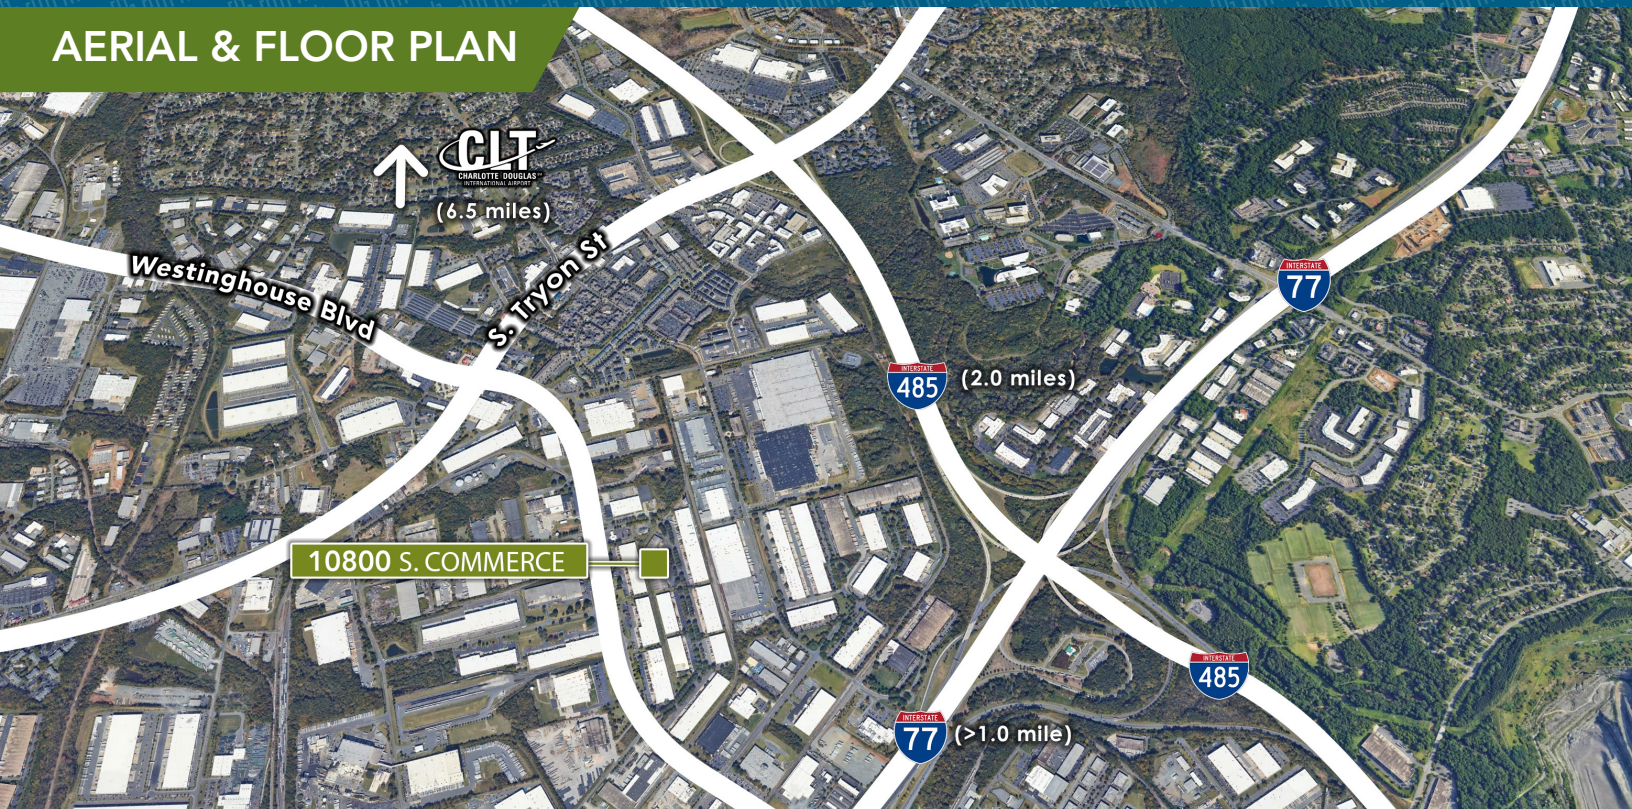 AERIAL & FLOOR PLAN
CLT
CHARLOTTE DOUGLAS
INTERNATIONAL AIRPORT
(6.5 miles)
Westinghouse Blvd
S. Tryon St
INTERSTATE
77
INTERSTATE
485
(2.0 miles)
10800 S. COMMERCE
INTERSTATE
485
INTERSTATE
77
(>1.0 mile)